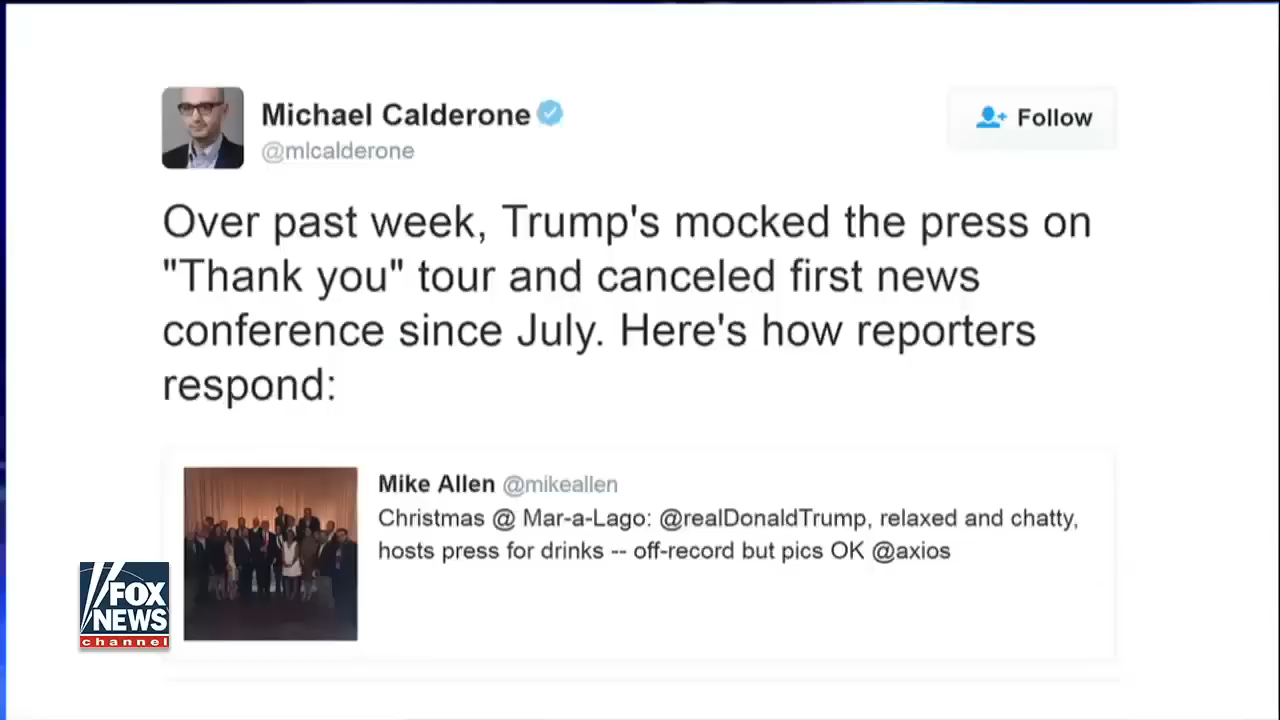 Michael Calderone
@mlcalderone
Follow
Over past week, Trump's mocked the press on
"Thank you" tour and canceled first news
conference since July. Here's how reporters
respond:
Mike Allen @mikeallen
Christmas @ Mar-a-Lago: @realDonaldTrump, relaxed and chatty,
hosts press for drinks -- off-record but pics OK @axios
FOX
NEWS
channel